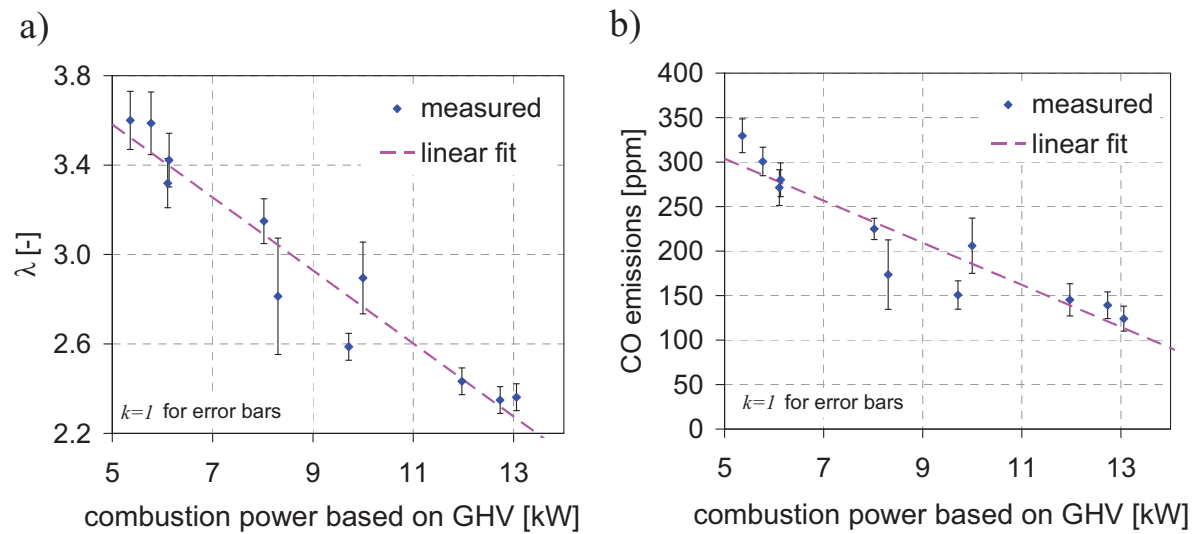 a)
λ [-]
3.8
3.4
3.0
2.6
2.2
measured
linear fit
k=1 for error bars
5 7 9 11 13
combustion power based on GHV [kW]
b)
CO emissions [ppm]
400
350
300
250
200
150
100
50
0
measured
linear fit
k=1 for error bars
5 7 9 11 13
combustion power based on GHV [kW]